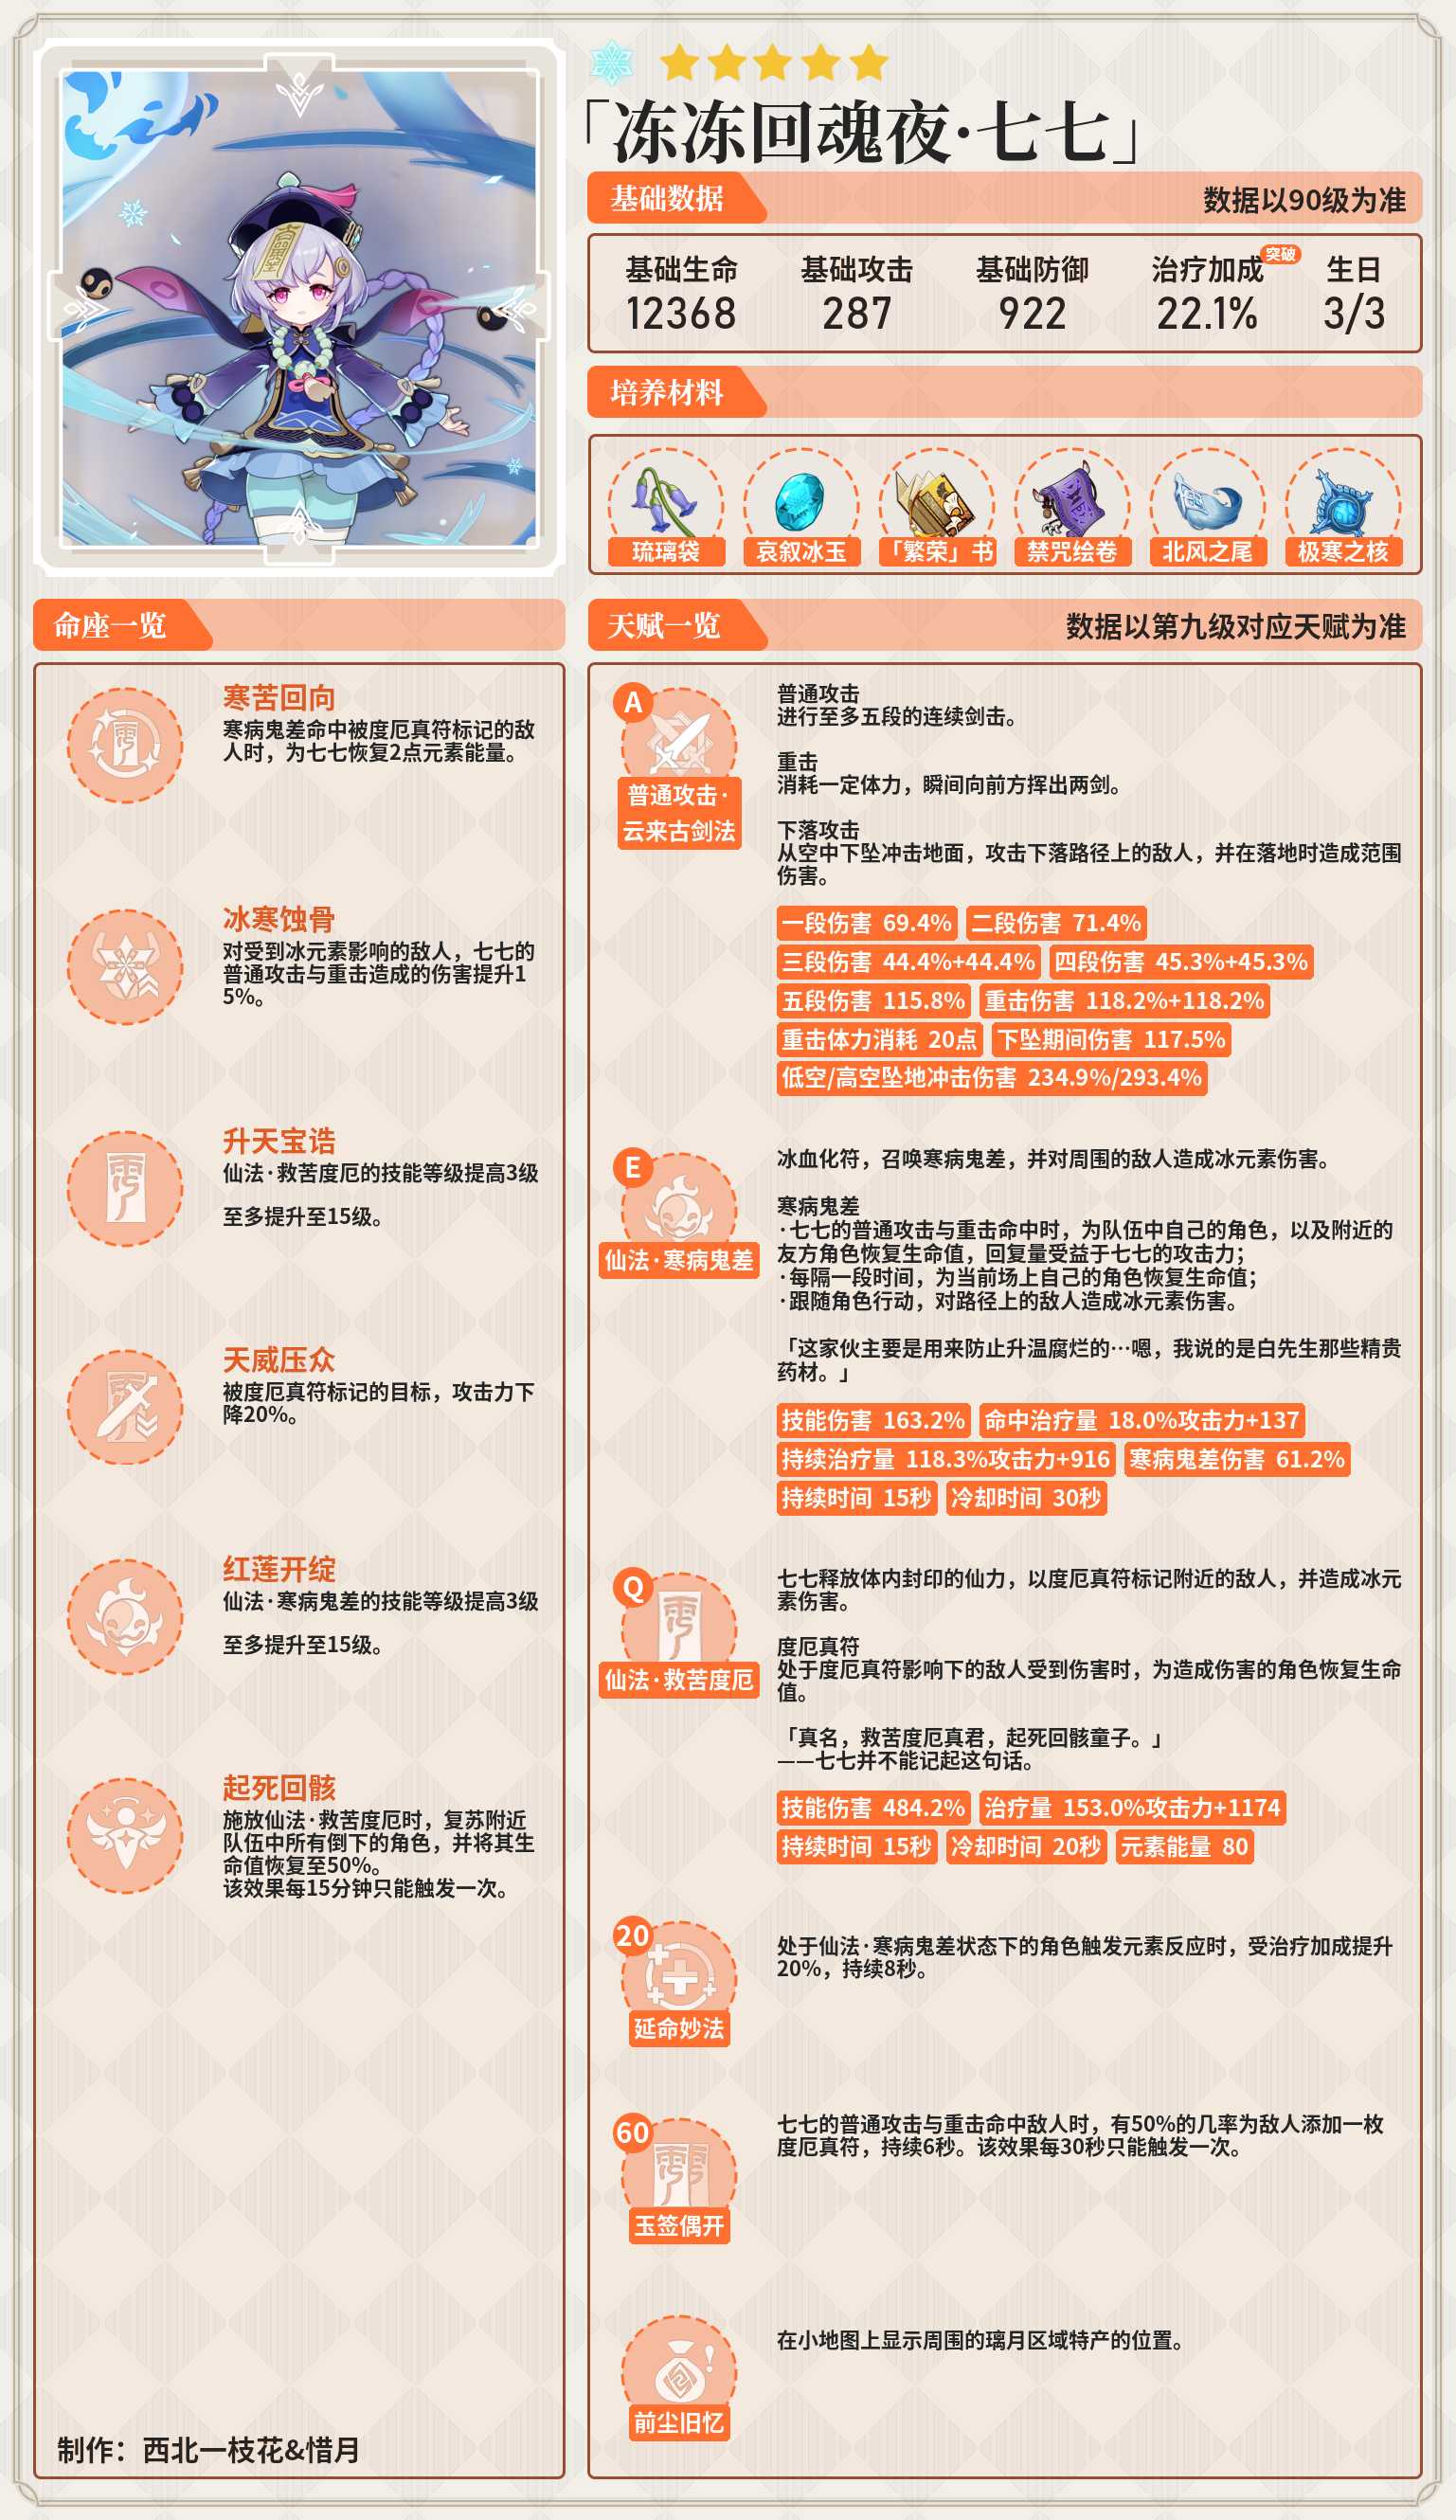 「冻冻回魂夜·七七」
基础数据
数据以90级为准
基础生命
12368
基础攻击
287
基础防御
922
治疗加成
突破
22.1%
生日
3/3
培养材料
琉璃袋
哀叙冰玉
「繁荣」书
禁咒绘卷
北风之尾
极寒之核
命座一览
寒苦回向
寒病鬼差命中被度厄真符标记的敌
人时，为七七恢复2点元素能量。
冰寒蚀骨
对受到冰元素影响的敌人，七七的
普通攻击与重击造成的伤害提升1
5%。
升天宝诰
仙法·救苦度厄的技能等级提高3级
至多提升至15级。
天威压众
被度厄真符标记的目标，攻击力下
降20%。
红莲开绽
仙法·寒病鬼差的技能等级提高3级
至多提升至15级。
起死回骸
施放仙法·救苦度厄时，复苏附近
队伍中所有倒下的角色，并将其生
命值恢复至50%。
该效果每15分钟只能触发一次。
制作：西北一枝花&惜月
天赋一览
数据以第九级对应天赋为准
A
普通攻击·
云来古剑法
普通攻击
进行至多五段的连续剑击。
重击
消耗一定体力，瞬间向前方挥出两剑。
下落攻击
从空中下坠冲击地面，攻击下落路径上的敌人，并在落地时造成范围
伤害。
一段伤害 69.4% 二段伤害 71.4%
三段伤害 44.4%+44.4% 四段伤害 45.3%+45.3%
五段伤害 115.8% 重击伤害 118.2%+118.2%
重击体力消耗 20点 下坠期间伤害 117.5%
低空/高空坠地冲击伤害 234.9%/293.4%
E
仙法·寒病鬼差
冰血化符，召唤寒病鬼差，并对周围的敌人造成冰元素伤害。
寒病鬼差
·七七的普通攻击与重击命中时，为队伍中自己的角色，以及附近的
友方角色恢复生命值，回复量受益于七七的攻击力；
·每隔一段时间，为当前场上自己的角色恢复生命值；
·跟随角色行动，对路径上的敌人造成冰元素伤害。
「这家伙主要是用来防止升温腐烂的…嗯，我说的是白先生那些精贵
药材。」
技能伤害 163.2% 命中治疗量 18.0%攻击力+137
持续治疗量 118.3%攻击力+916 寒病鬼差伤害 61.2%
持续时间 15秒 冷却时间 30秒
Q
仙法·救苦度厄
七七释放体内封印的仙力，以度厄真符标记附近的敌人，并造成冰元
素伤害。
度厄真符
处于度厄真符影响下的敌人受到伤害时，为造成伤害的角色恢复生命
值。
「真名，救苦度厄真君，起死回骸童子。」
——七七并不能记起这句话。
技能伤害 484.2% 治疗量 153.0%攻击力+1174
持续时间 15秒 冷却时间 20秒 元素能量 80
20
延命妙法
处于仙法·寒病鬼差状态下的角色触发元素反应时，受治疗加成提升
20%，持续8秒。
60
玉签偶开
七七的普通攻击与重击命中敌人时，有50%的几率为敌人添加一枚
度厄真符，持续6秒。该效果每30秒只能触发一次。
前尘旧忆
在小地图上显示周围的璃月区域特产的位置。